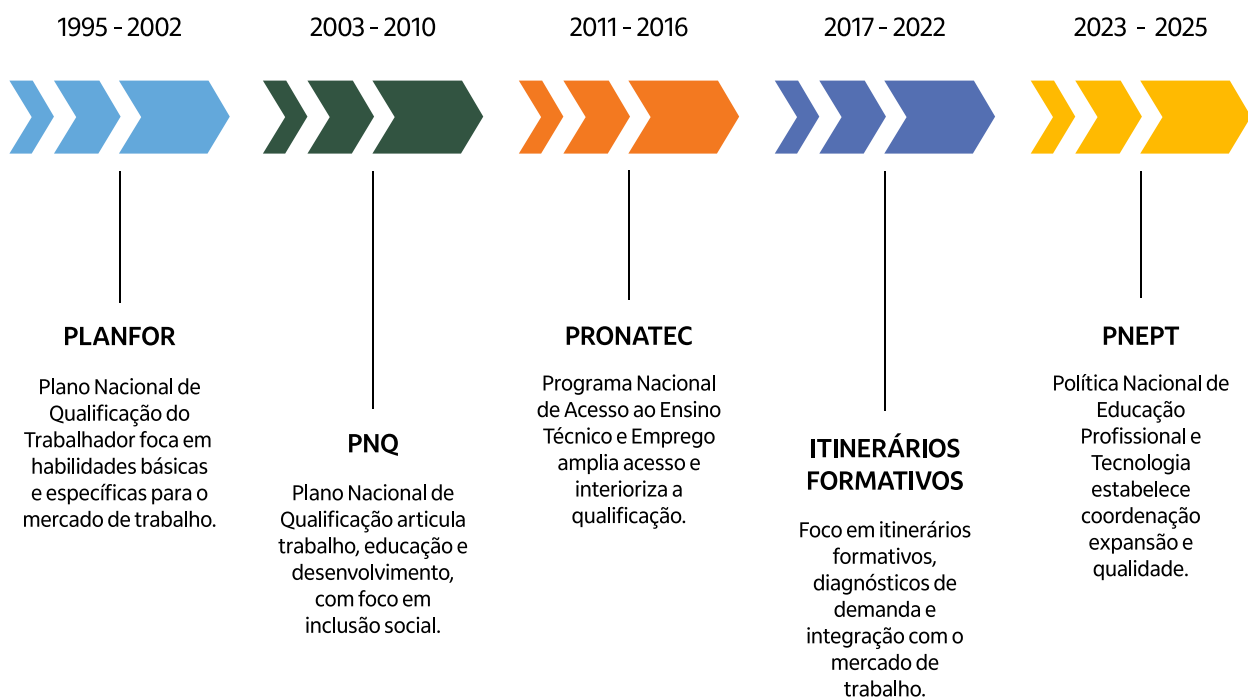 1995 - 2002
2003 - 2010
2011 - 2016
2017 - 2022
2023 - 2025
PLANFOR
Plano Nacional de
Qualificação do
Trabalhador foca em
habilidades básicas
e específicas para o
mercado de trabalho.
PNQ
Plano Nacional de
Qualificação articula
trabalho, educação e
desenvolvimento,
com foco em
inclusão social.
PRONATEC
Programa Nacional
de Acesso ao Ensino
Técnico e Emprego
amplia acesso e
interioriza a
qualificação.
ITINERÁRIOS
FORMATIVOS
Foco em itinerários
formativos,
diagnósticos de
demanda e
integração com o
mercado de
trabalho.
PNEPT
Política Nacional de
Educação
Profissional e
Tecnologia
estabelece
coordenação
expansão e
qualidade.